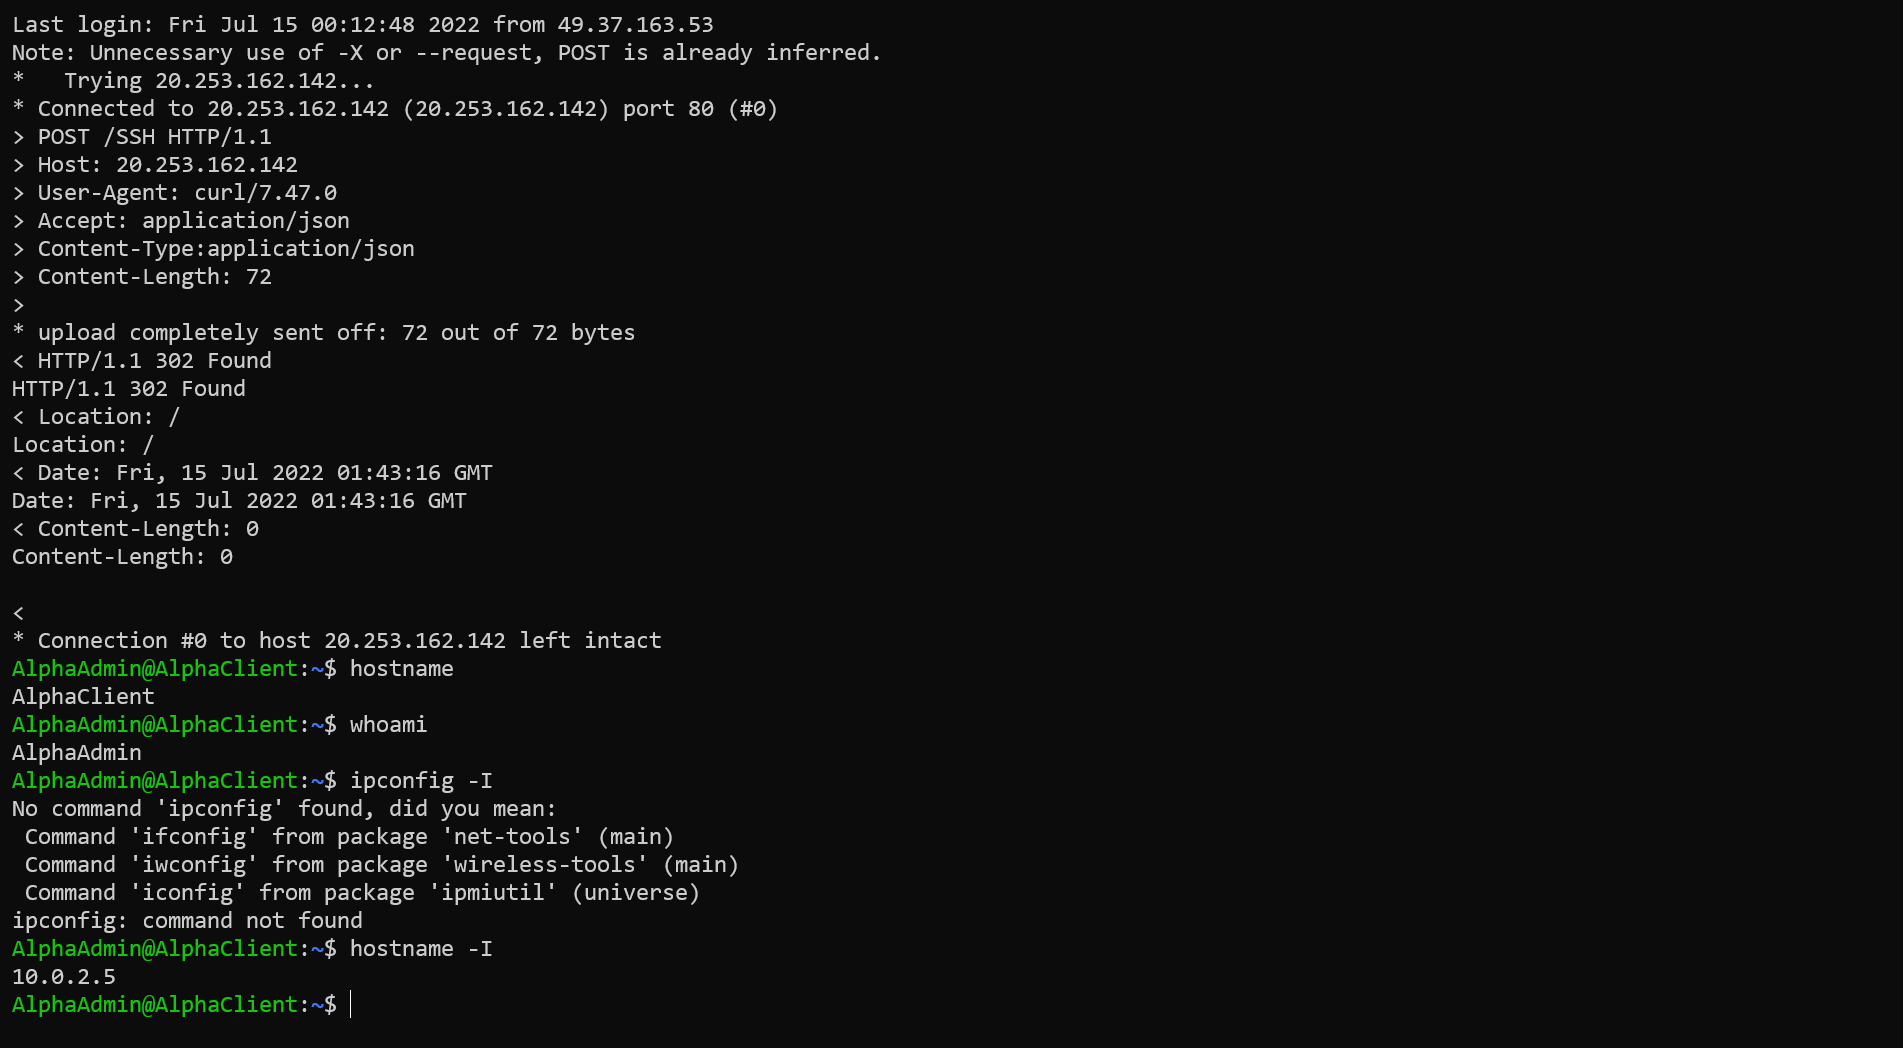 Last login: Fri Jul 15 00:12:48 2022 from 49.37.163.53
Note: Unnecessary use of -X or --request, POST is already inferred.
*   Trying 20.253.162.142...
* Connected to 20.253.162.142 (20.253.162.142) port 80 (#0)
> POST /SSH HTTP/1.1
> Host: 20.253.162.142
> User-Agent: curl/7.47.0
> Accept: application/json
> Content-Type:application/json
> Content-Length: 72
>
* upload completely sent off: 72 out of 72 bytes
< HTTP/1.1 302 Found
HTTP/1.1 302 Found
< Location: /
Location: /
< Date: Fri, 15 Jul 2022 01:43:16 GMT
Date: Fri, 15 Jul 2022 01:43:16 GMT
< Content-Length: 0
Content-Length: 0

<
* Connection #0 to host 20.253.162.142 left intact
AlphaAdmin@AlphaClient:~$ hostname
AlphaClient
AlphaAdmin@AlphaClient:~$ whoami
AlphaAdmin
AlphaAdmin@AlphaClient:~$ ipconfig -I
No command 'ipconfig' found, did you mean:
 Command 'ifconfig' from package 'net-tools' (main)
 Command 'iwconfig' from package 'wireless-tools' (main)
 Command 'iconfig' from package 'ipmiutil' (universe)
ipconfig: command not found
AlphaAdmin@AlphaClient:~$ hostname -I
10.0.2.5
AlphaAdmin@AlphaClient:~$